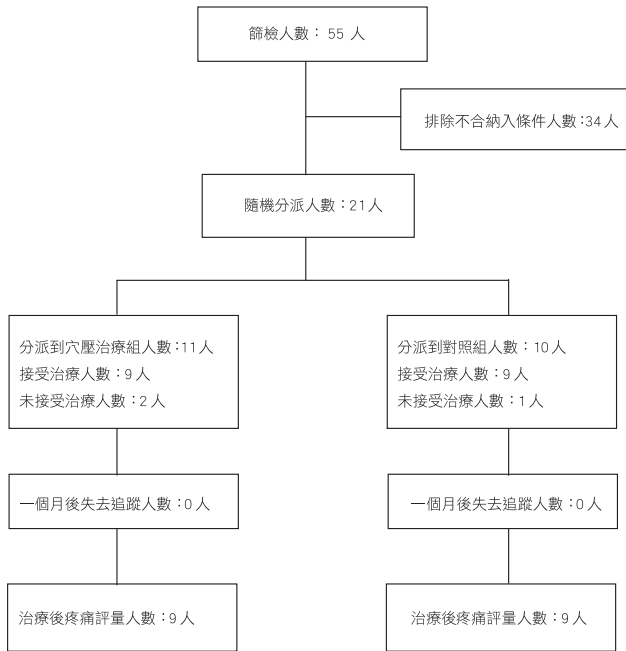 篩檢人數：55 人
排除不合納入條件人數：34人
隨機分派人數：21人
分派到穴壓治療組人數：11人
接受治療人數：9人
未接受治療人數：2人
分派到對照組人數：10人
接受治療人數：9人
未接受治療人數：1人
一個月後失去追蹤人數：0人
一個月後失去追蹤人數：0人
治療後疼痛評量人數：9人
治療後疼痛評量人數：9人